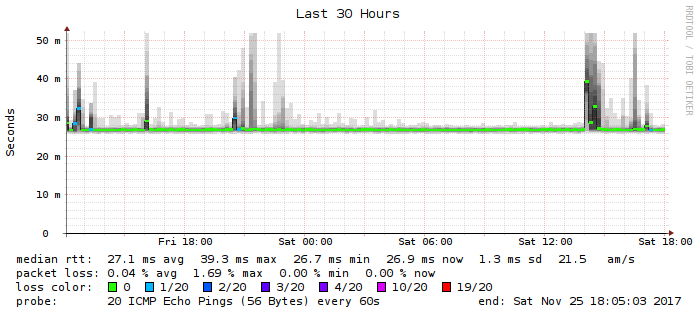 Last 30 Hours
RRDTOOL / TOBI OETIKER
Seconds
50 m
40 m
30 m
20 m
10 m
0
Fri 18:00 Sat 00:00 Sat 06:00 Sat 12:00 Sat 18:00
median rtt: 27.1 ms avg 39.3 ms max 26.7 ms min 26.9 ms now 1.3 ms sd 21.5 am/s
packet loss: 0.04 % avg 1.69 % max 0.00 % min 0.00 % now
loss color: 0 1/20 2/20 3/20 4/20 10/20 19/20
probe: 20 ICMP Echo Pings (56 Bytes) every 60s end: Sat Nov 25 18:05:03 2017